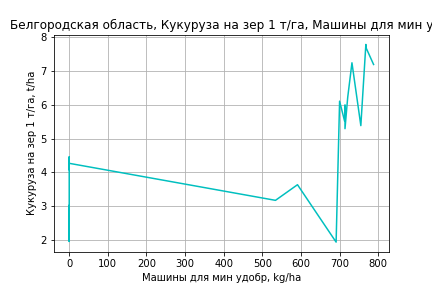 Белгородская область, Кукуруза на зер 1 т/га, Машины для мин у
8
7
6
5
4
3
2
Кукуруза на зер 1 т/га, t/ha
0 100 200 300 400 500 600 700 800
Машины для мин удобр, kg/ha